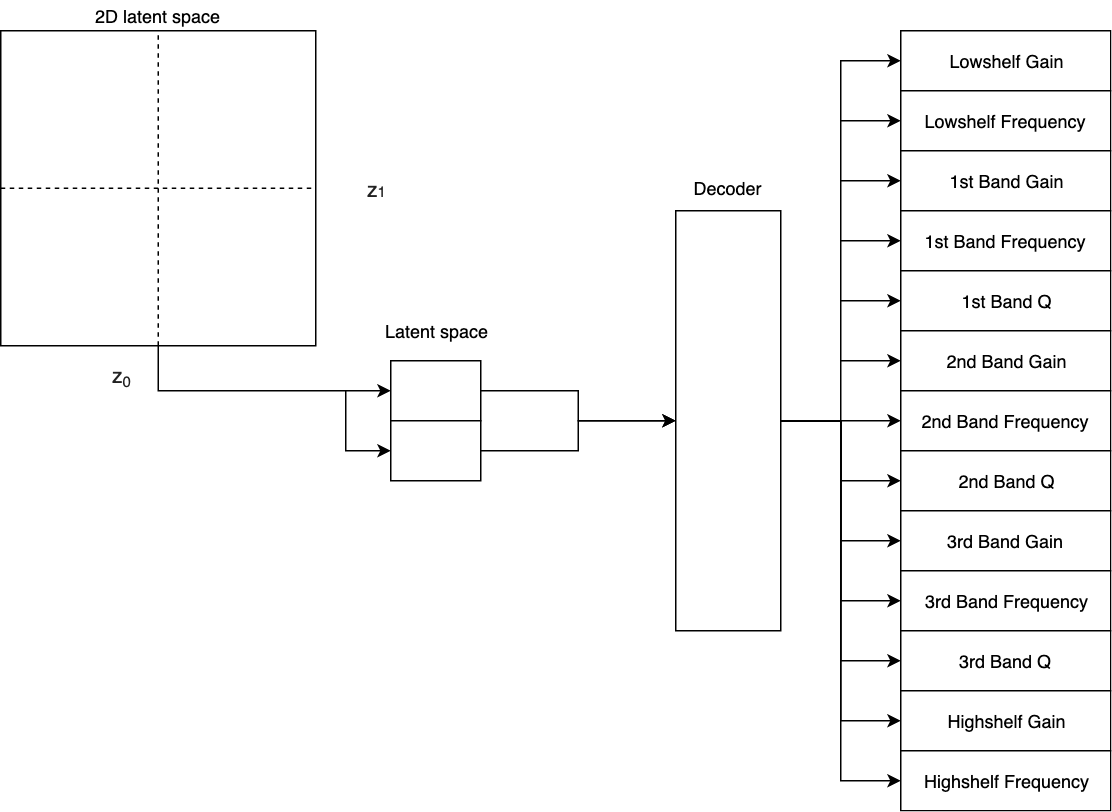 2D latent space
z1
z0
Latent space
Decoder
Lowshelf Gain
Lowshelf Frequency
1st Band Gain
1st Band Frequency
1st Band Q
2nd Band Gain
2nd Band Frequency
2nd Band Q
3rd Band Gain
3rd Band Frequency
3rd Band Q
Highshelf Gain
Highshelf Frequency